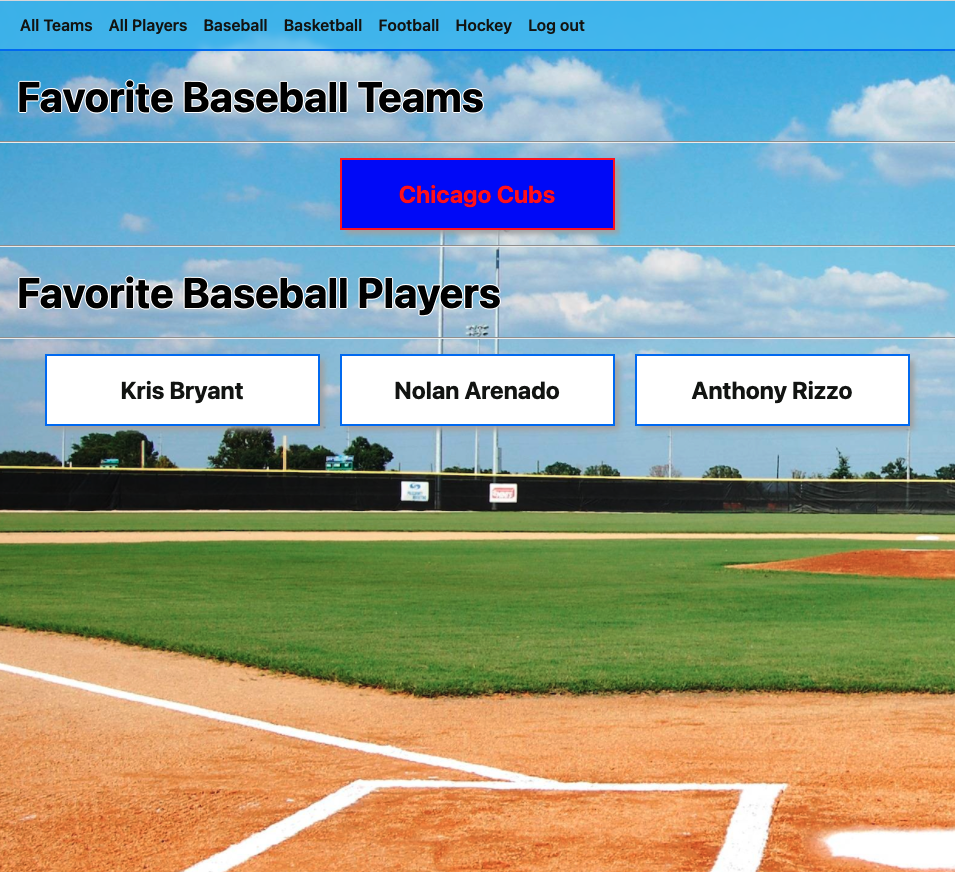 All Teams All Players Baseball Basketball Football Hockey Log out
Favorite Baseball Teams
Chicago Cubs
Favorite Baseball Players
Kris Bryant Nolan Arenado Anthony Rizzo